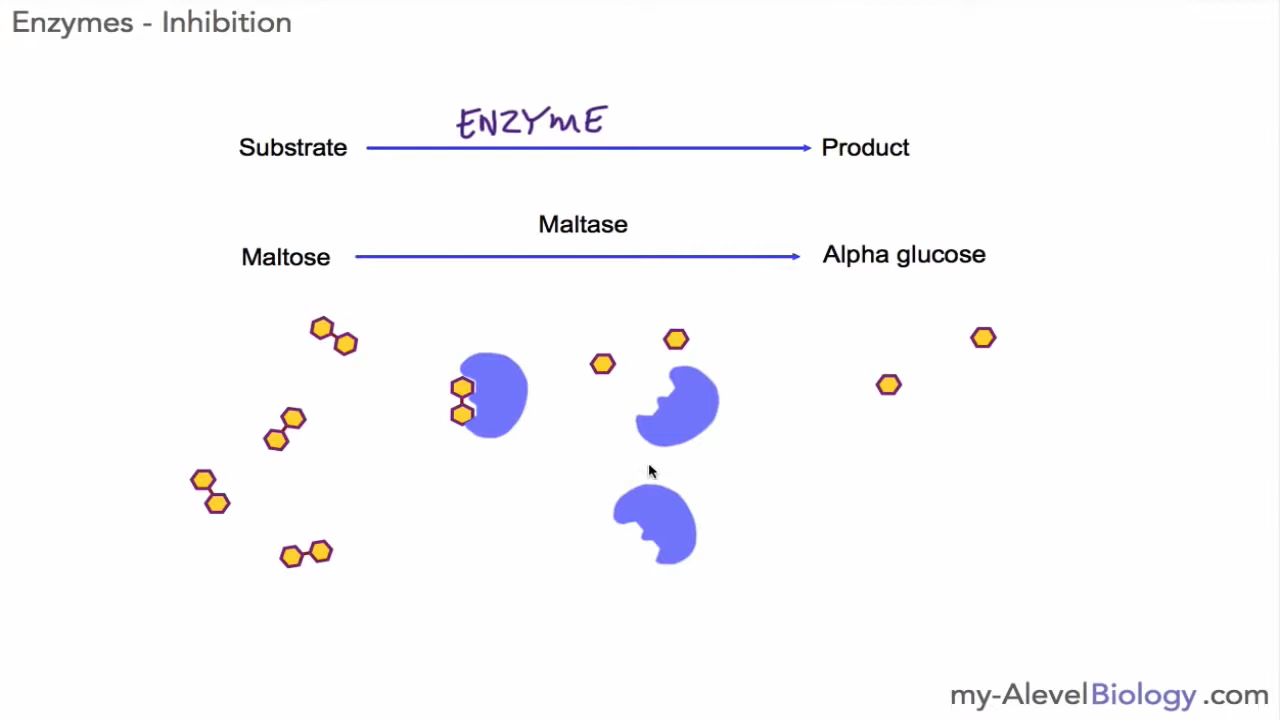 Enzymes - Inhibition
ENZYmE
Substrate Product
Maltase
Maltose Alpha glucose
my-AlevelBiology.com